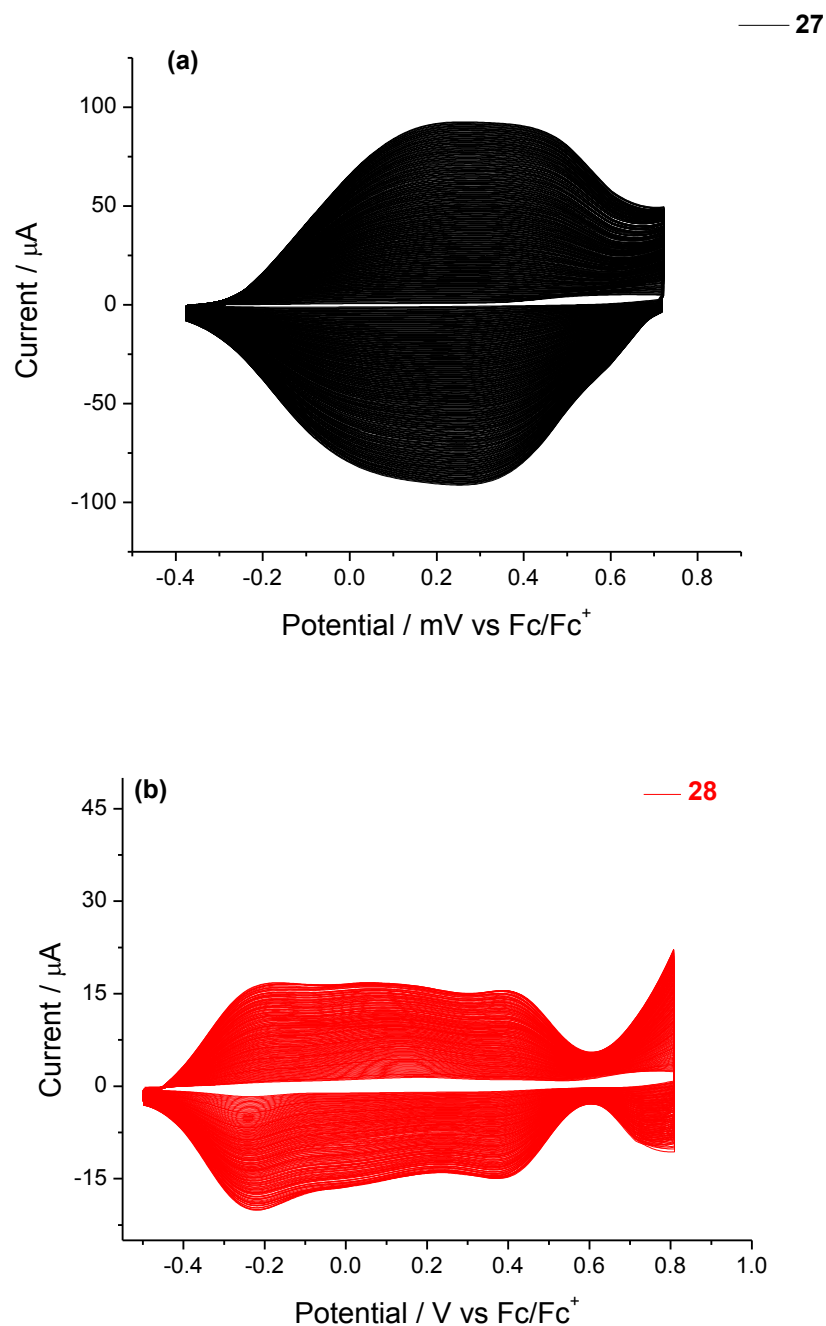 27
(a)
100
50
0
-50
-100
Current / μA
-0.4 -0.2 0.0 0.2 0.4 0.6 0.8
Potential / mV vs Fc/Fc⁺
(b)
28
45
30
15
0
-15
Current / μA
-0.4 -0.2 0.0 0.2 0.4 0.6 0.8 1.0
Potential / V vs Fc/Fc⁺